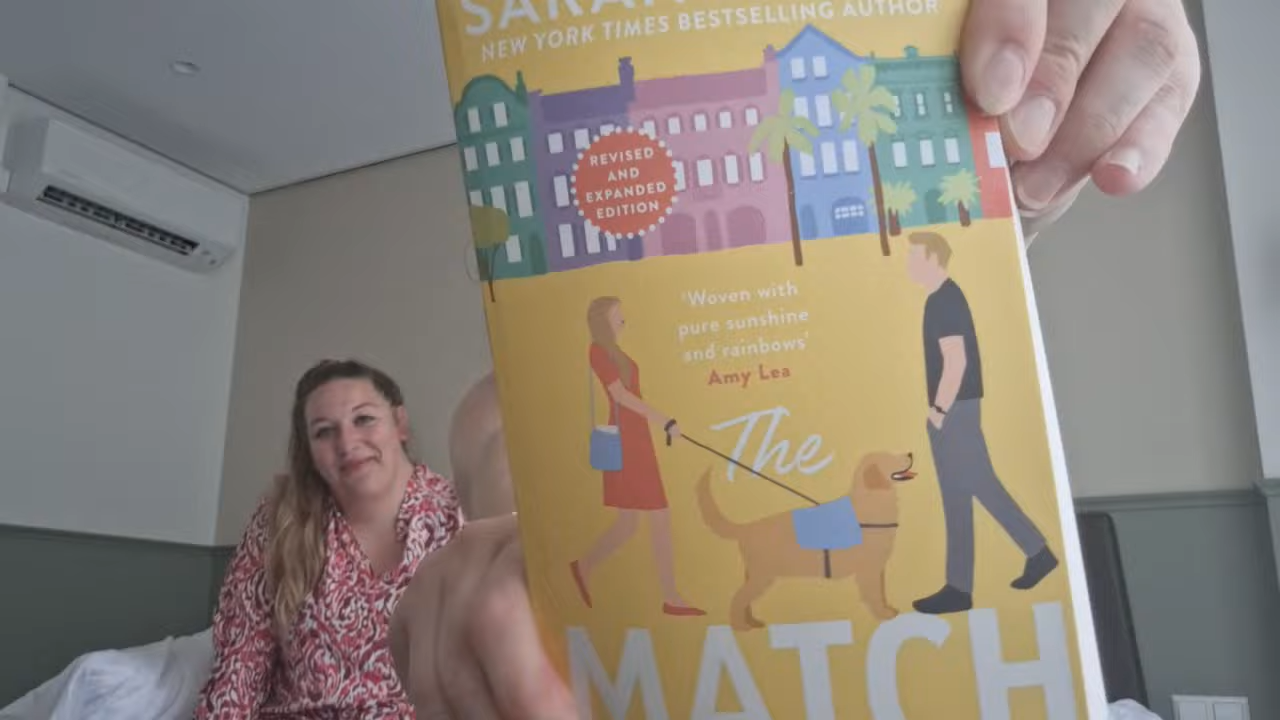 SARAH
NEW YORK TIMES BESTSELLING AUTHOR
REVISED
AND
EXPANDED
EDITION
'Woven with
pure sunshine
and rainbows'
Amy Lea
The
MATCH